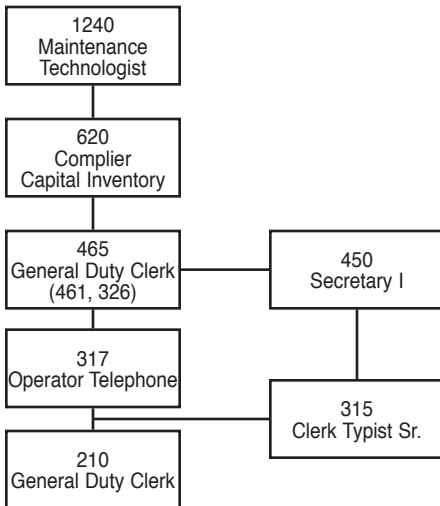 1240
Maintenance
Technologist
620
Complier
Capital Inventory
465
General Duty Clerk
(461, 326)
450
Secretary I
317
Operator Telephone
315
Clerk Typist Sr.
210
General Duty Clerk